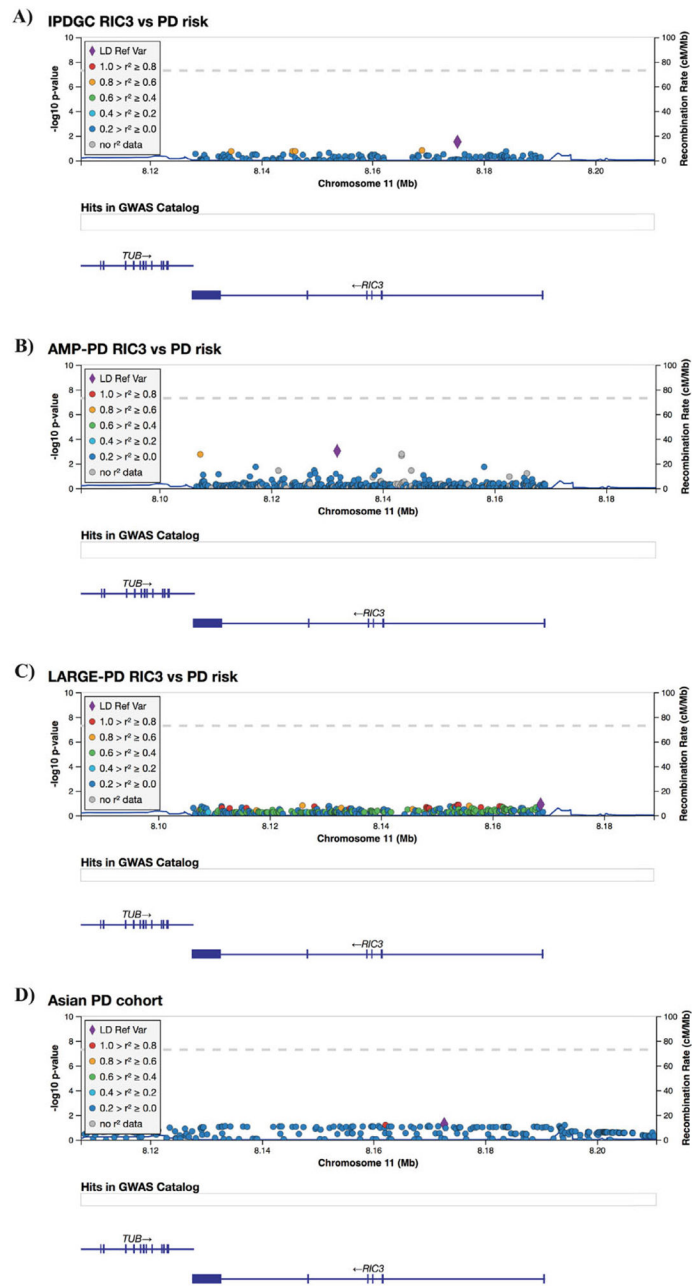 A) IPDGC RIC3 vs PD risk
10
8
6
4
2
0
-log10 p-value
LD Ref Var
1.0 > r² ≥ 0.8
0.8 > r² ≥ 0.6
0.6 > r² ≥ 0.4
0.4 > r² ≥ 0.2
0.2 > r² ≥ 0.0
no r² data
100
80
60
40
20
0
Recombination Rate (cM/Mb)
8.12 8.14 8.16 8.18 8.20
Chromosome 11 (Mb)
Hits in GWAS Catalog
TUB→
←RIC3
B) AMP-PD RIC3 vs PD risk
10
8
6
4
2
0
-log10 p-value
LD Ref Var
1.0 > r² ≥ 0.8
0.8 > r² ≥ 0.6
0.6 > r² ≥ 0.4
0.4 > r² ≥ 0.2
0.2 > r² ≥ 0.0
no r² data
100
80
60
40
20
0
Recombination Rate (cM/Mb)
8.10 8.12 8.14 8.16 8.18
Chromosome 11 (Mb)
Hits in GWAS Catalog
TUB→
←RIC3
C) LARGE-PD RIC3 vs PD risk
10
8
6
4
2
0
-log10 p-value
LD Ref Var
1.0 > r² ≥ 0.8
0.8 > r² ≥ 0.6
0.6 > r² ≥ 0.4
0.4 > r² ≥ 0.2
0.2 > r² ≥ 0.0
no r² data
100
80
60
40
20
0
Recombination Rate (cM/Mb)
8.10 8.12 8.14 8.16 8.18
Chromosome 11 (Mb)
Hits in GWAS Catalog
TUB→
←RIC3
D) Asian PD cohort
10
8
6
4
2
0
-log10 p-value
LD Ref Var
1.0 > r² ≥ 0.8
0.8 > r² ≥ 0.6
0.6 > r² ≥ 0.4
0.4 > r² ≥ 0.2
0.2 > r² ≥ 0.0
no r² data
100
80
60
40
20
0
Recombination Rate (cM/Mb)
8.12 8.14 8.16 8.18 8.20
Chromosome 11 (Mb)
Hits in GWAS Catalog
TUB→
←RIC3